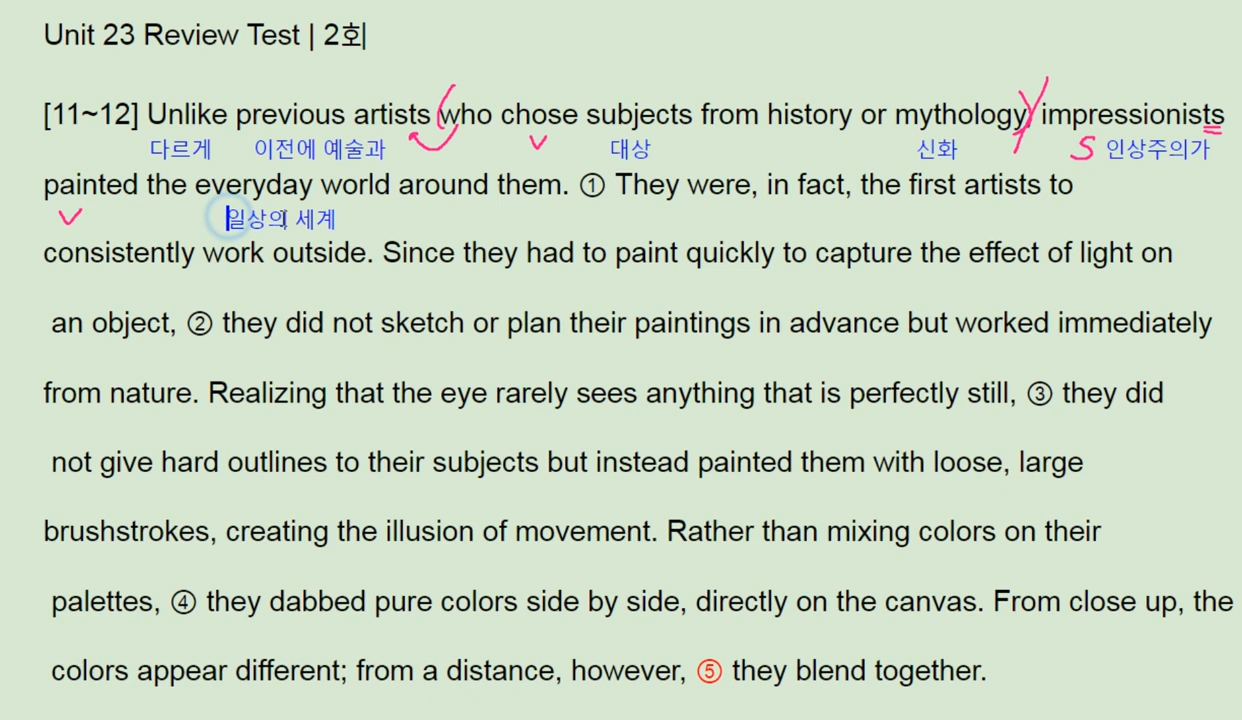 Unit 23 Review Test | 2회
[11~12] Unlike previous artists who chose subjects from history or mythology, impressionists
다르게 이전에 예술과 대상 신화 S 인상주의가
painted the everyday world around them. ① They were, in fact, the first artists to
V 일상의 세계
consistently work outside. Since they had to paint quickly to capture the effect of light on
an object, ② they did not sketch or plan their paintings in advance but worked immediately
from nature. Realizing that the eye rarely sees anything that is perfectly still, ③ they did
not give hard outlines to their subjects but instead painted them with loose, large
brushstrokes, creating the illusion of movement. Rather than mixing colors on their
palettes, ④ they dabbed pure colors side by side, directly on the canvas. From close up, the
colors appear different; from a distance, however, ⑤ they blend together.